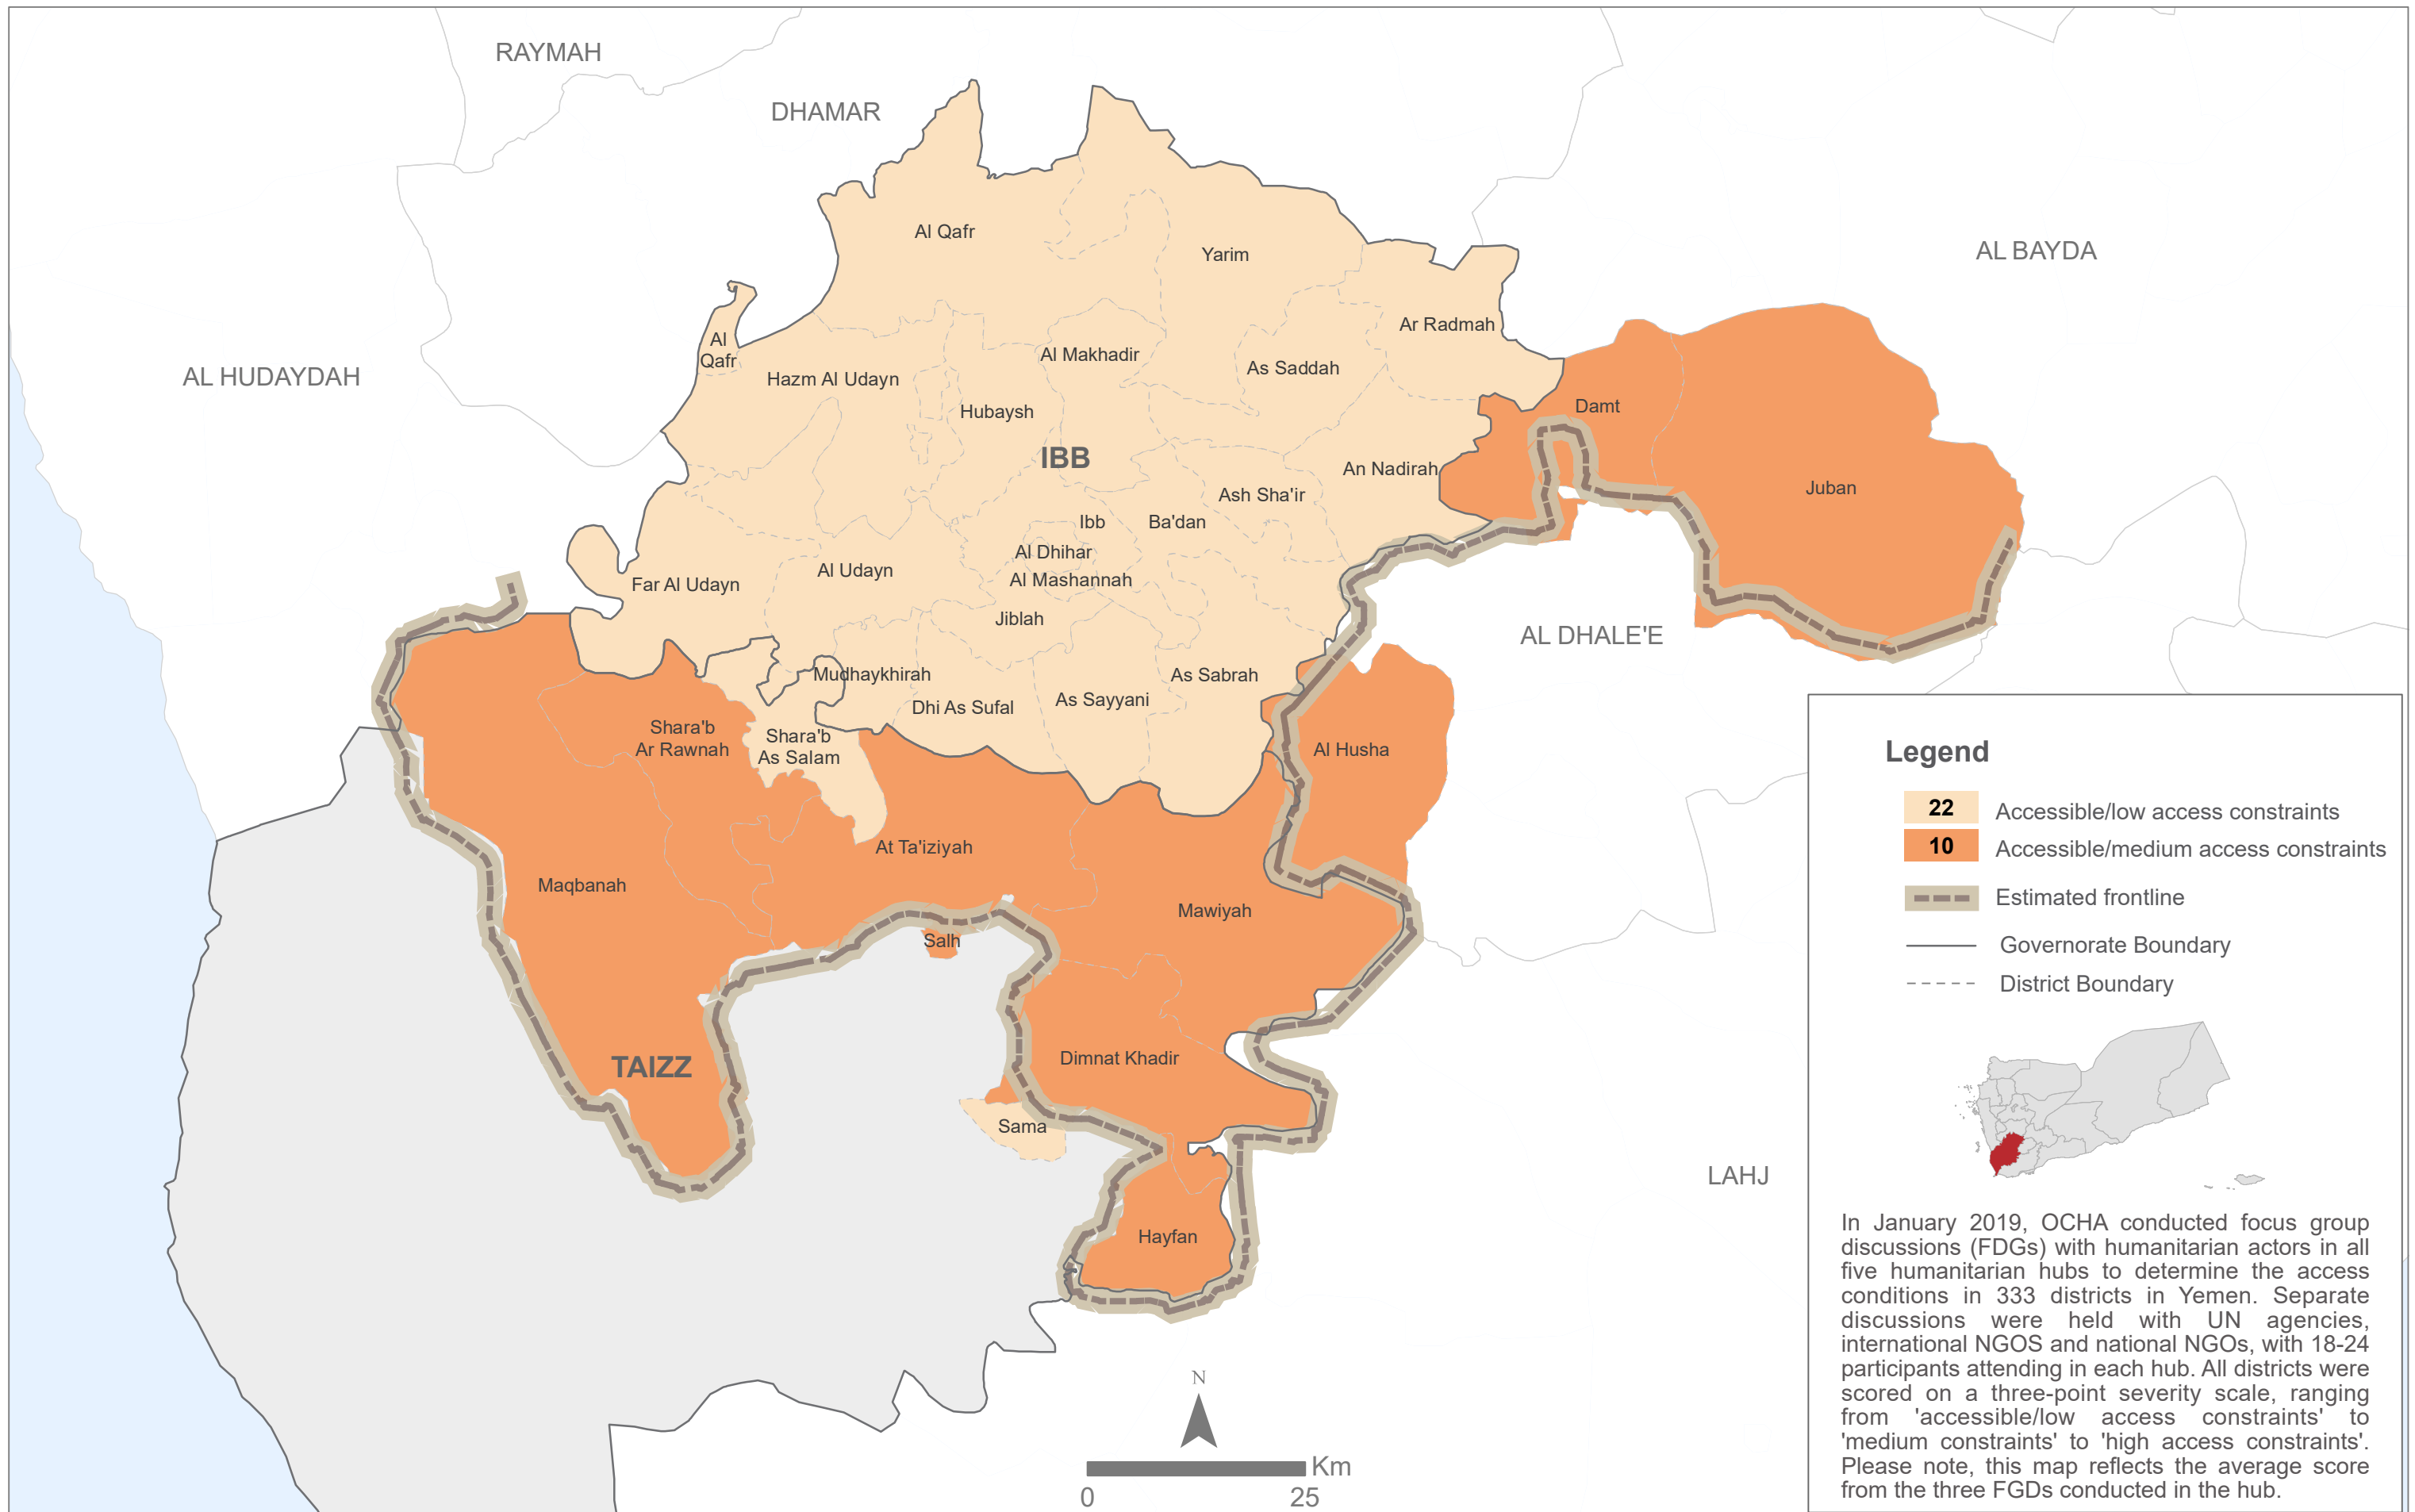 RAYMAH
DHAMAR
AL BAYDA
AL HUDAYDAH
Al Qafr
Yarim
Ar Radmah
Al
Qafr
Al Makhadir
As Saddah
Hazm Al Udayn
Damt
Hubaysh
IBB
An Nadirah
Juban
Ash Sha'ir
Ibb
Ba'dan
Al Dhihar
Al Udayn
Al Mashannah
Far Al Udayn
Jiblah
AL DHALE'E
Mudhaykhirah
As Sabrah
As Sayyani
Dhi As Sufal
Shara'b
Ar Rawnah
Shara'b
As Salam
Al Husha
At Ta'iziyah
Maqbanah
Mawiyah
Salh
Dimnat Khadir
TAIZZ
Sama
LAHJ
Hayfan
N
Km
0 25
Legend
22 Accessible/low access constraints
10 Accessible/medium access constraints
Estimated frontline
Governorate Boundary
District Boundary
In January 2019, OCHA conducted focus group
discussions (FDGs) with humanitarian actors in all
five humanitarian hubs to determine the access
conditions in 333 districts in Yemen. Separate
discussions were held with UN agencies,
international NGOS and national NGOs, with 18-24
participants attending in each hub. All districts were
scored on a three-point severity scale, ranging
from 'accessible/low access constraints' to
'medium constraints' to 'high access constraints'.
Please note, this map reflects the average score
from the three FGDs conducted in the hub.